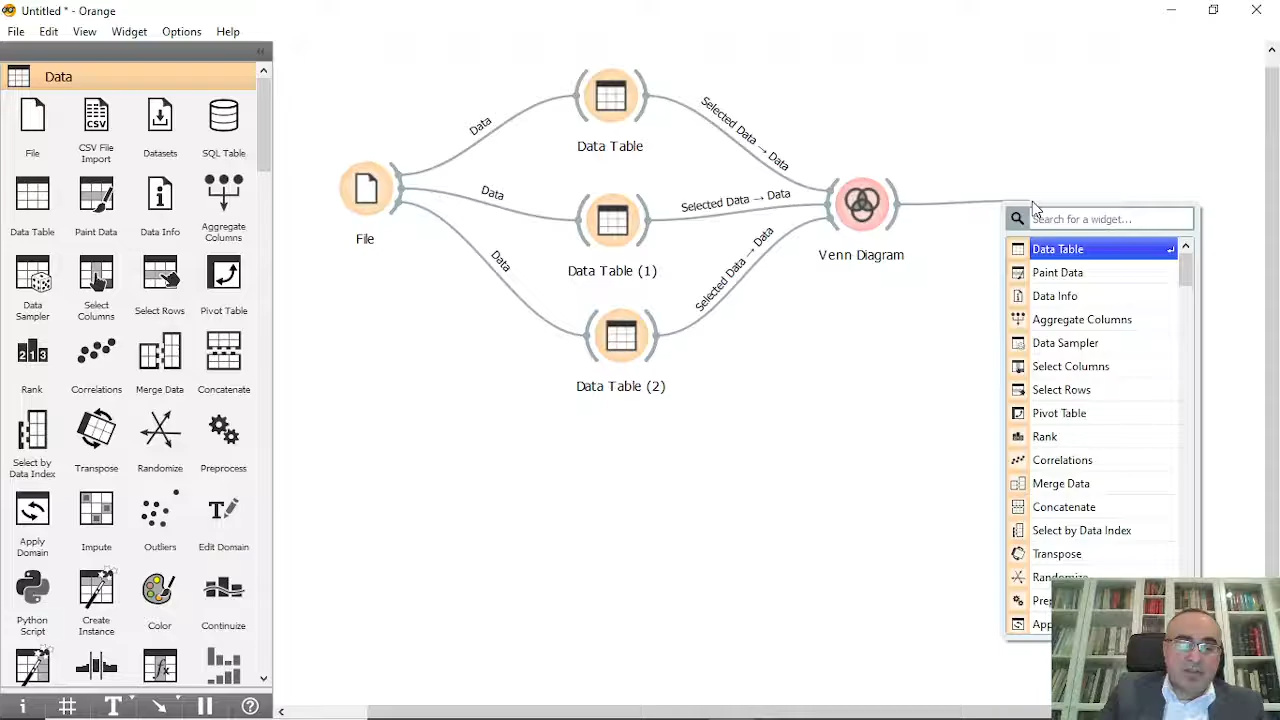 Untitled * - Orange
File Edit View Widget Options Help
Data
File CSV File Import Datasets SQL Table
Data Table Paint Data Data Info Aggregate Columns
Data Sampler Select Columns Select Rows Pivot Table
Rank Correlations Merge Data Concatenate
Select by Data Index Transpose Randomize Preprocess
Apply Domain Impute Outliers Edit Domain
Python Script Create Instance Color Continuize
File
Data
Data
Data
Data Table
Data Table (1)
Data Table (2)
Selected Data → Data
Selected Data → Data
Selected Data → Data
Venn Diagram
Search for a widget...
Data Table
Paint Data
Data Info
Aggregate Columns
Data Sampler
Select Columns
Select Rows
Pivot Table
Rank
Correlations
Merge Data
Concatenate
Select by Data Index
Transpose
Randomize